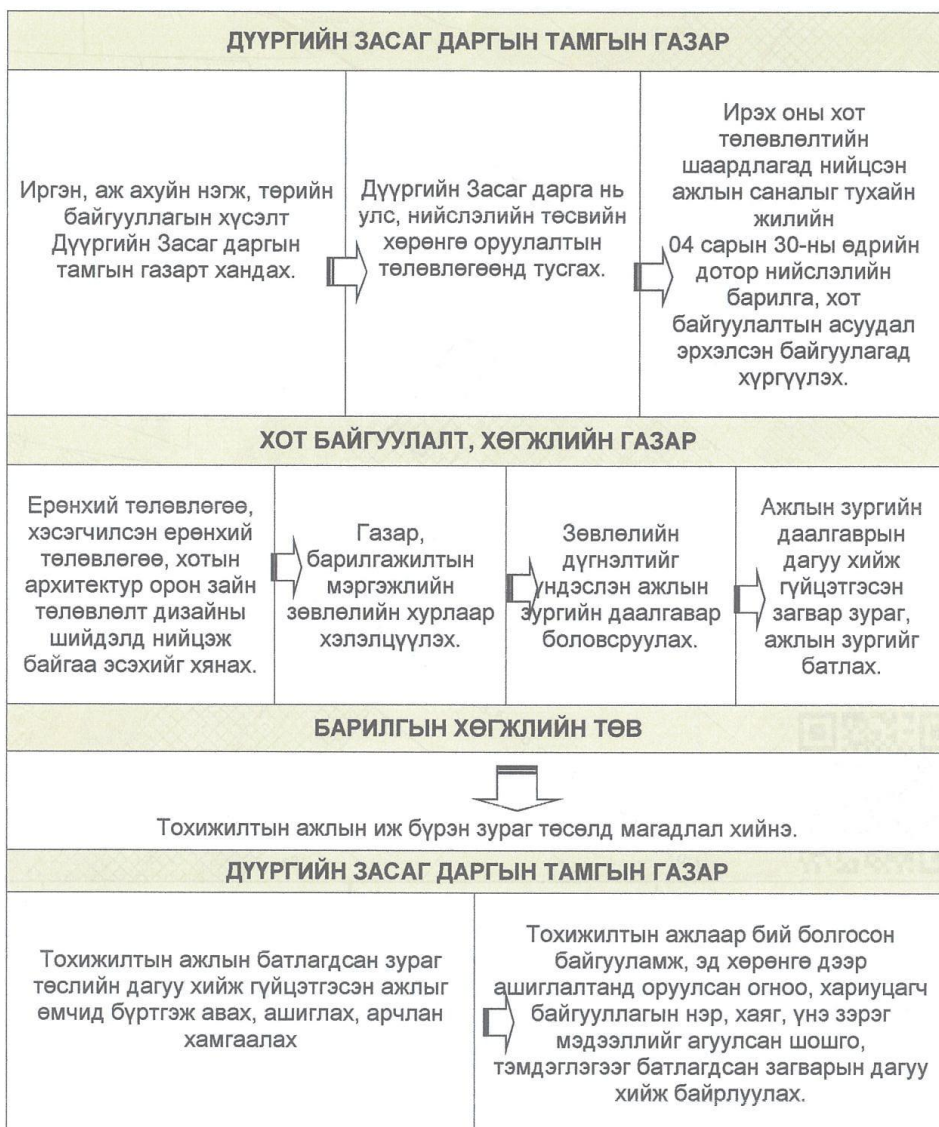 ДҮҮРГИЙН ЗАСАГ ДАРГЫН ТАМГЫН ГАЗАР
Иргэн, аж ахуйн нэгж, төрийн
байгууллагын хүсэлт
Дүүргийн Засаг даргын
тамгын газарт хандах.
Дүүргийн Засаг дарга нь
улс, нийслэлийн төсвийн
хөрөнгө оруулалтын
төлөвлөгөөнд тусгах.
Ирэх оны хот
төлөвлөлтийн
шаардлагад нийцсэн
ажлын саналыг тухайн
жилийн
04 сарын 30-ны өдрийн
дотор нийслэлийн
барилга, хот
байгуулалтын асуудал
эрхэлсэн байгуулагад
хүргүүлэх.
ХОТ БАЙГУУЛАЛТ, ХӨГЖЛИЙН ГАЗАР
Ерөнхий төлөвлөгөө,
хэсэгчилсэн ерөнхий
төлөвлөгөө, хотын
архитектур орон зайн
төлөвлөлт дизайны
шийдэлд нийцэж
байгаа эсэхийг хянах.
Газар,
барилгажилтын
мэргэжлийн
зөвлөлийн хурлаар
хэлэлцүүлэх.
Зөвлөлийн
дүгнэлтийг
үндэслэн ажлын
зургийн даалгавар
боловсруулах.
Ажлын зургийн
даалгаврын
дагуу хийж
гүйцэтгэсэн
загвар зураг,
ажлын зургийг
батлах.
БАРИЛГЫН ХӨГЖЛИЙН ТӨВ
Тохижилтын ажлын иж бүрэн зураг төсөлд магадлал хийнэ.
ДҮҮРГИЙН ЗАСАГ ДАРГЫН ТАМГЫН ГАЗАР
Тохижилтын ажлын батлагдсан зураг
төслийн дагуу хийж гүйцэтгэсэн ажлыг
өмчид бүртгэж авах, ашиглах, арчлан
хамгаалах
Тохижилтын ажлаар бий болгосон
байгууламж, эд хөрөнгө дээр
ашиглалтанд оруулсан огноо, хариуцагч
байгууллагын нэр, хаяг, үнэ зэрэг
мэдээллийг агуулсан шошго,
тэмдэглэгээг батлагдсан загварын дагуу
хийж байрлуулах.